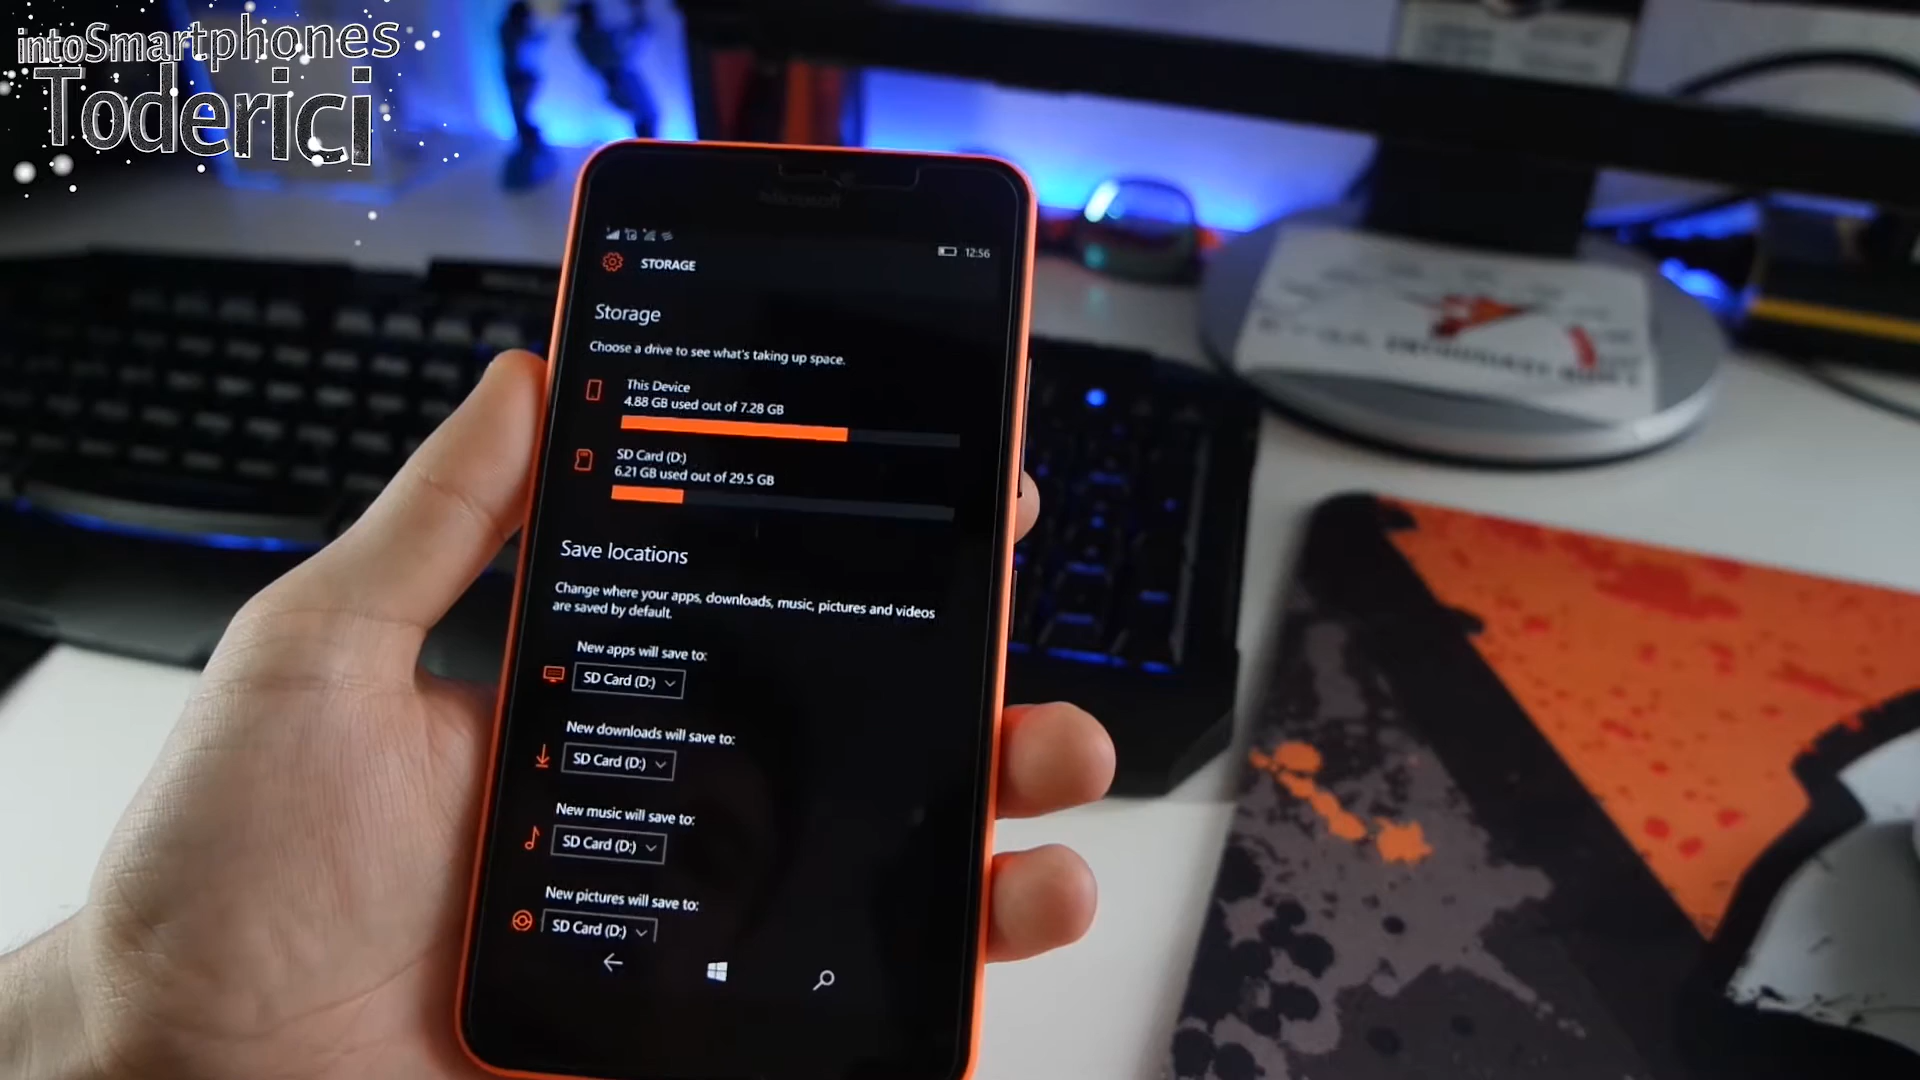 intoSmartphones
Toderici
12:56
STORAGE
Storage
Choose a drive to see what's taking up space.
This Device
4.88 GB used out of 7.28 GB
SD Card (D:)
6.21 GB used out of 29.5 GB
Save locations
Change where your apps, downloads, music, pictures and videos
are saved by default.
New apps will save to:
SD Card (D:)
New downloads will save to:
SD Card (D:)
New music will save to:
SD Card (D:)
New pictures will save to:
SD Card (D:)